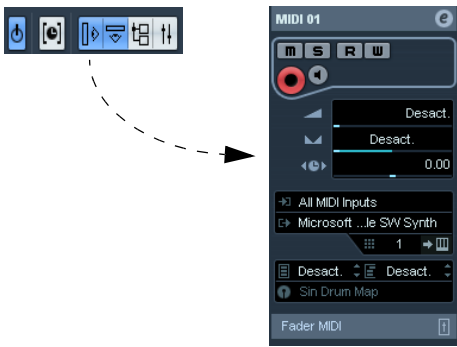 MIDI 01 e
M S R W
Desact.
Desact.
0.00
All MIDI Inputs
Microsoft ...le SW Synth
1
Desact. Desact.
Sin Drum Map
Fader MIDI